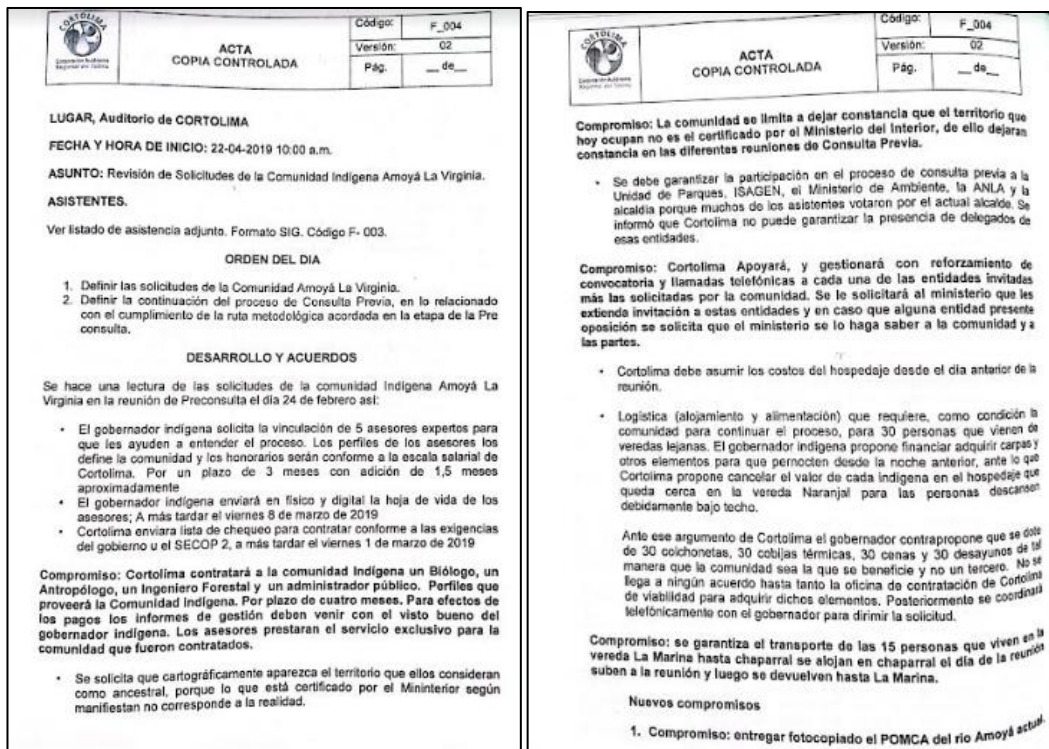 CORTOLIMA
Corporación Autónoma
Regional del Tolima
ACTA
COPIA CONTROLADA
Código: F_004
Versión: 02
Pág. __ de__
LUGAR, Auditorio de CORTOLIMA
FECHA Y HORA DE INICIO: 22-04-2019 10:00 a.m.
ASUNTO: Revisión de Solicitudes de la Comunidad Indígena Amoyá La Virginia.
ASISTENTES.
Ver listado de asistencia adjunto. Formato SIG. Código F- 003.
ORDEN DEL DIA
1. Definir las solicitudes de la Comunidad Amoyá La Virginia.
2. Definir la continuación del proceso de Consulta Previa, en lo relacionado
con el cumplimiento de la ruta metodológica acordada en la etapa de la Pre
consulta.
DESARROLLO Y ACUERDOS
Se hace una lectura de las solicitudes de la comunidad Indígena Amoyá La
Virginia en la reunión de Preconsulta el día 24 de febrero así:
• El gobernador indígena solicita la vinculación de 5 asesores expertos para
que les ayuden a entender el proceso. Los perfiles de los asesores los
define la comunidad y los honorarios serán conforme a la escala salarial de
Cortolima. Por un plazo de 3 meses con adición de 1,5 meses
aproximadamente
• El gobernador indígena enviará en físico y digital la hoja de vida de los
asesores; A más tardar el viernes 8 de marzo de 2019
• Cortolima enviara lista de chequeo para contratar conforme a las exigencias
del gobierno u el SECOP 2, a más tardar el viernes 1 de marzo de 2019
Compromiso: Cortolima contratará a la comunidad Indígena un Biólogo, un
Antropólogo, un Ingeniero Forestal y un administrador público. Perfiles que
proveerá la Comunidad Indígena. Por plazo de cuatro meses. Para efectos de
los pagos los informes de gestión deben venir con el visto bueno del
gobernador indígena. Los asesores prestaran el servicio exclusivo para la
comunidad que fueron contratados.
• Se solicita que cartográficamente aparezca el territorio que ellos consideran
como ancestral, porque lo que está certificado por el Mininterior según
manifiestan no corresponde a la realidad.
CORTOLIMA
Corporación Autónoma
Regional del Tolima
ACTA
COPIA CONTROLADA
Código: F_004
Versión: 02
Pág. __ de__
Compromiso: La comunidad se limita a dejar constancia que el territorio que
hoy ocupan no es el certificado por el Ministerio del Interior, de ello dejaran
constancia en las diferentes reuniones de Consulta Previa.
• Se debe garantizar la participación en el proceso de consulta previa a la
Unidad de Parques, ISAGEN, el Ministerio de Ambiente, la ANLA y la
alcaldía porque muchos de los asistentes votaron por el actual alcalde. Se
informó que Cortolima no puede garantizar la presencia de delegados de
esas entidades.
Compromiso: Cortolima Apoyará, y gestionará con reforzamiento de
convocatoria y llamadas telefónicas a cada una de las entidades invitadas
más las solicitadas por la comunidad. Se le solicitará al ministerio que les
extienda invitación a estas entidades y en caso que alguna entidad presente
oposición se solicita que el ministerio se lo haga saber a la comunidad y a
las partes.
• Cortolima debe asumir los costos del hospedaje desde el día anterior de la
reunión.
• Logística (alojamiento y alimentación) que requiere, como condición la
comunidad para continuar el proceso, para 30 personas que vienen de
veredas lejanas. El gobernador indígena propone financiar adquirir carpas y
otros elementos para que pernocten desde la noche anterior, ante lo que
Cortolima propone cancelar el valor de cada indígena en el hospedaje que
queda cerca en la vereda Naranjal para las personas descansen
debidamente bajo techo.
Ante ese argumento de Cortolima el gobernador contrapropone que se dote
de 30 colchonetas, 30 cobijas térmicas, 30 cenas y 30 desayunos de tal
manera que la comunidad sea la que se beneficie y no un tercero. No se
llega a ningún acuerdo hasta tanto la oficina de contratación de Cortolima
de viabilidad para adquirir dichos elementos. Posteriormente se coordinará
telefónicamente con el gobernador para dirimir la solicitud.
Compromiso: se garantiza el transporte de las 15 personas que viven en la
vereda La Marina hasta chaparral se alojan en chaparral el día de la reunión
suben a la reunión y luego se devuelven hasta La Marina.
Nuevos compromisos
1. Compromiso: entregar fotocopiado el POMCA del rio Amoyá actual.